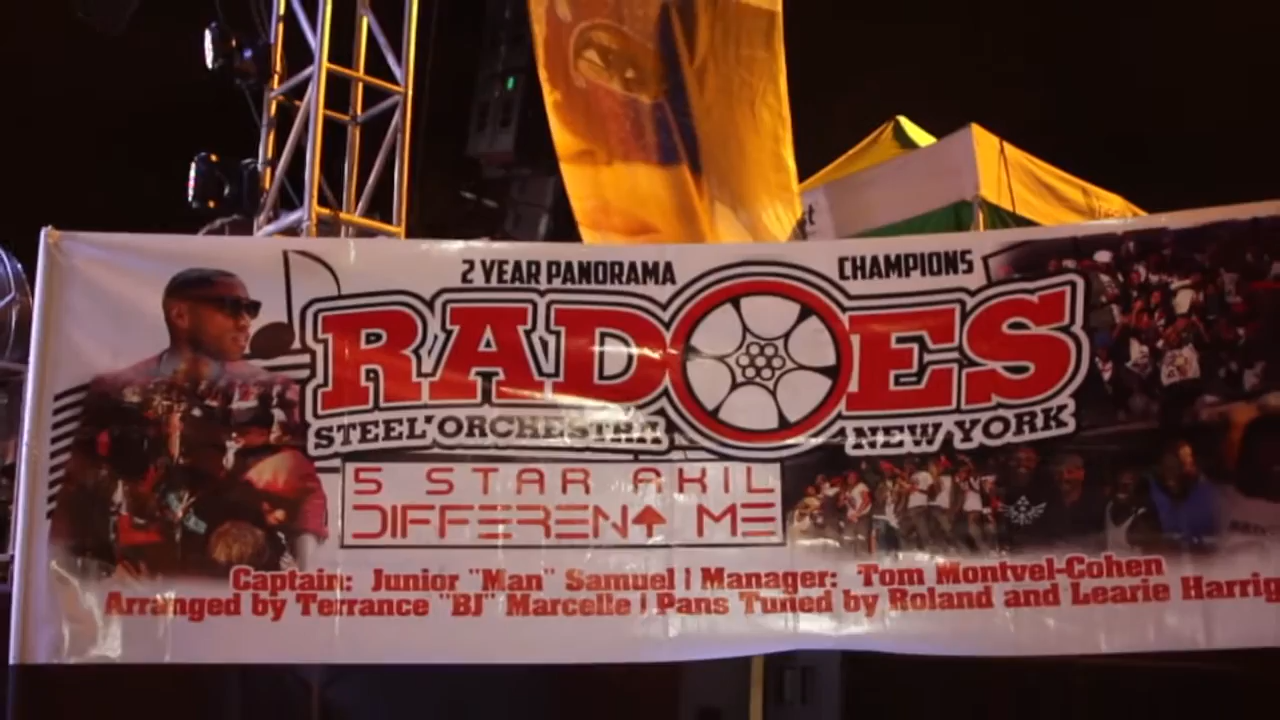 2 YEAR PANORAMA CHAMPIONS
RADOES
STEEL ORCHESTRA NEW YORK
5 STAR AKIL
DIFFERENT ME
Captain: Junior "Man" Samuel | Manager: Tom Montvel-Cohen
Arranged by Terrance "BJ" Marcelle | Pans Tuned by Roland and Learie Harrig